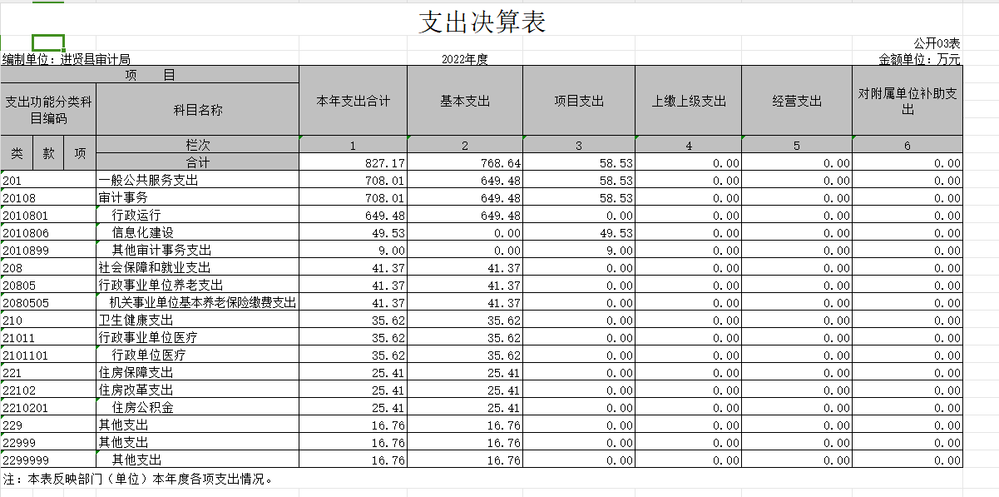 支出决算表
公开03表
编制单位：进贤县审计局 2022年度 金额单位：万元
项 目 本年支出合计 基本支出 项目支出 上缴上级支出 经营支出 对附属单位补助支
出
支出功能分类科
目编码 科目名称
类 款 项 栏次 1 2 3 4 5 6
合计 827.17 768.64 58.53 0.00 0.00 0.00
201 一般公共服务支出 708.01 649.48 58.53 0.00 0.00 0.00
20108 审计事务 708.01 649.48 58.53 0.00 0.00 0.00
2010801 行政运行 649.48 649.48 0.00 0.00 0.00 0.00
2010806 信息化建设 49.53 0.00 49.53 0.00 0.00 0.00
2010899 其他审计事务支出 9.00 0.00 9.00 0.00 0.00 0.00
208 社会保障和就业支出 41.37 41.37 0.00 0.00 0.00 0.00
20805 行政事业单位养老支出 41.37 41.37 0.00 0.00 0.00 0.00
2080505 机关事业单位基本养老保险缴费支出 41.37 41.37 0.00 0.00 0.00 0.00
210 卫生健康支出 35.62 35.62 0.00 0.00 0.00 0.00
21011 行政事业单位医疗 35.62 35.62 0.00 0.00 0.00 0.00
2101101 行政单位医疗 35.62 35.62 0.00 0.00 0.00 0.00
221 住房保障支出 25.41 25.41 0.00 0.00 0.00 0.00
22102 住房改革支出 25.41 25.41 0.00 0.00 0.00 0.00
2210201 住房公积金 25.41 25.41 0.00 0.00 0.00 0.00
229 其他支出 16.76 16.76 0.00 0.00 0.00 0.00
22999 其他支出 16.76 16.76 0.00 0.00 0.00 0.00
2299999 其他支出 16.76 16.76 0.00 0.00 0.00 0.00
注：本表反映部门（单位）本年度各项支出情况。